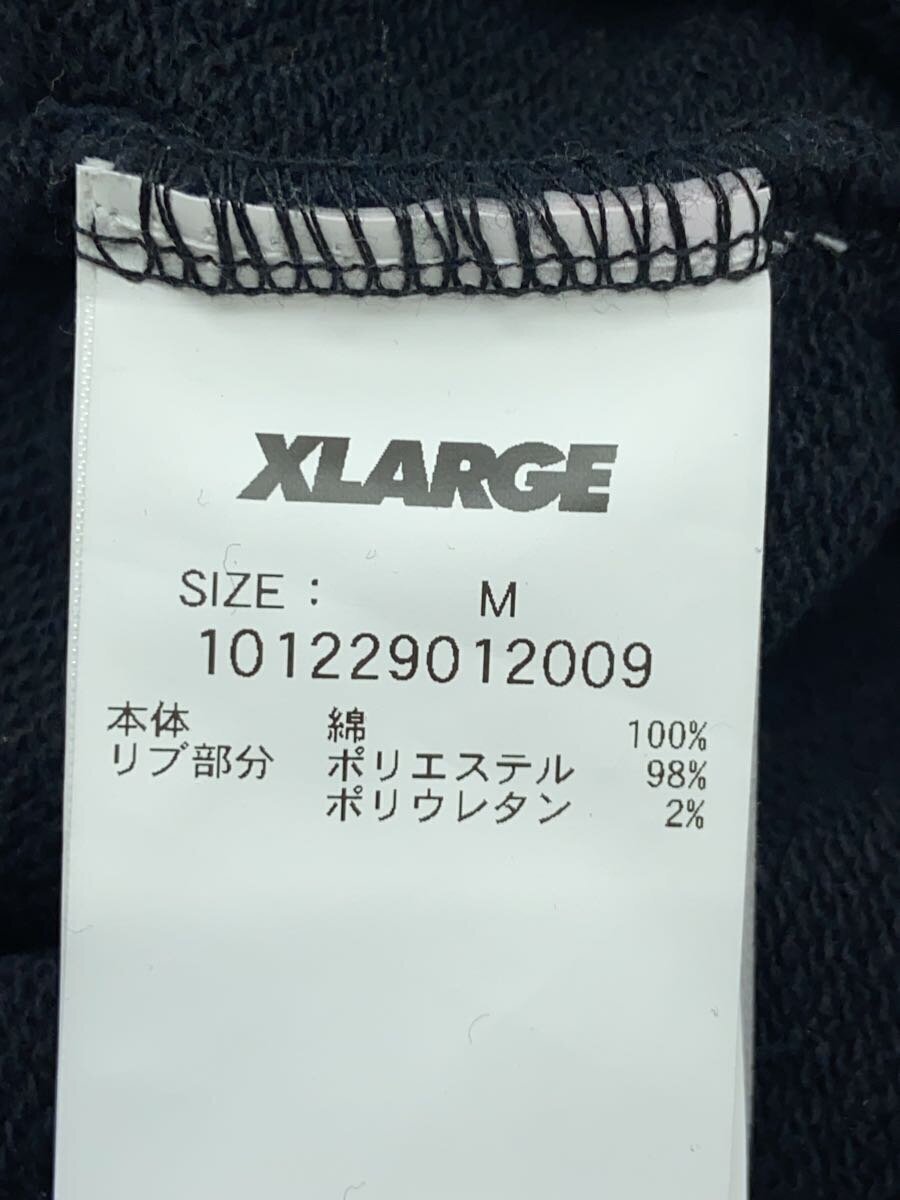 XLARGE
SIZE : M
101229012009
本体 綿 100%
リブ部分 ポリエステル 98%
ポリウレタン 2%